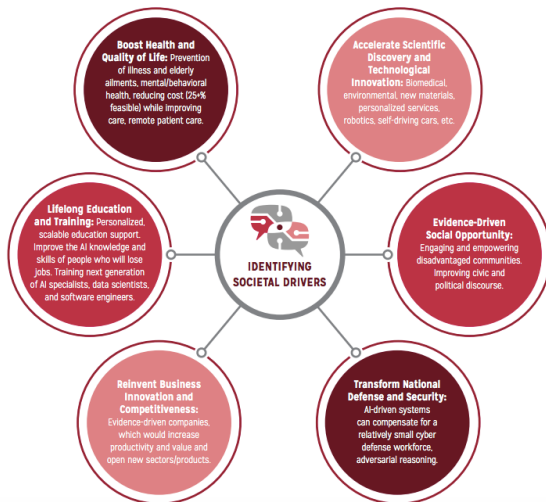 Boost Health and
Quality of Life: Prevention
of illness and elderly
ailments, mental/behavioral
health, reducing cost (25+%
feasible) while improving
care, remote patient care.
Accelerate Scientific
Discovery and
Technological
Innovation: Biomedical,
environmental, new materials,
personalized services,
robotics, self-driving cars, etc.
Lifelong Education
and Training: Personalized,
scalable education support.
Improve the AI knowledge and
skills of people who will lose
jobs. Training next generation
of AI specialists, data scientists,
and software engineers.
IDENTIFYING
SOCIETAL DRIVERS
Evidence-Driven
Social Opportunity:
Engaging and empowering
disadvantaged communities.
Improving civic and
political discourse.
Reinvent Business
Innovation and
Competitiveness:
Evidence-driven companies,
which would increase
productivity and value and
open new sectors/products.
Transform National
Defense and Security:
AI-driven systems
can compensate for a
relatively small cyber
defense workforce,
adversarial reasoning.